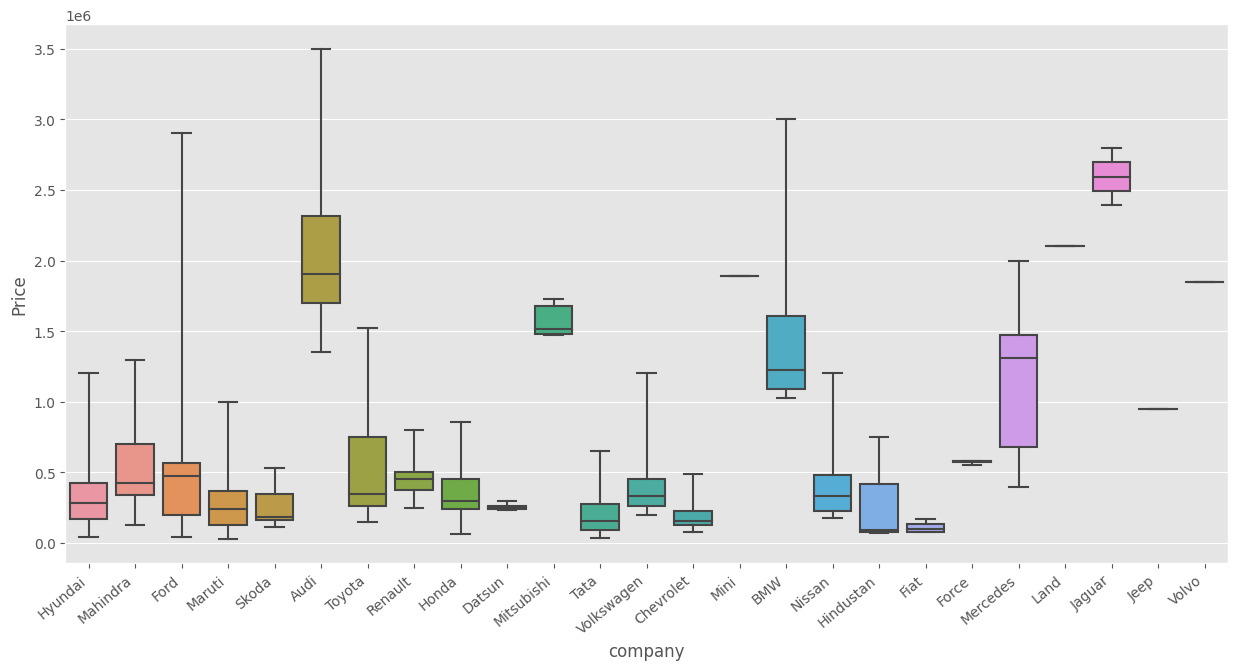 1e6
3.5
3.0
2.5
2.0
1.5
1.0
0.5
0.0
Price
Hyundai
Mahindra
Ford
Maruti
Skoda
Audi
Toyota
Renault
Honda
Datsun
Mitsubishi
Tata
Volkswagen
Chevrolet
Mini
BMW
Nissan
Hindustan
Fiat
Force
Mercedes
Land
Jaguar
Jeep
Volvo
company